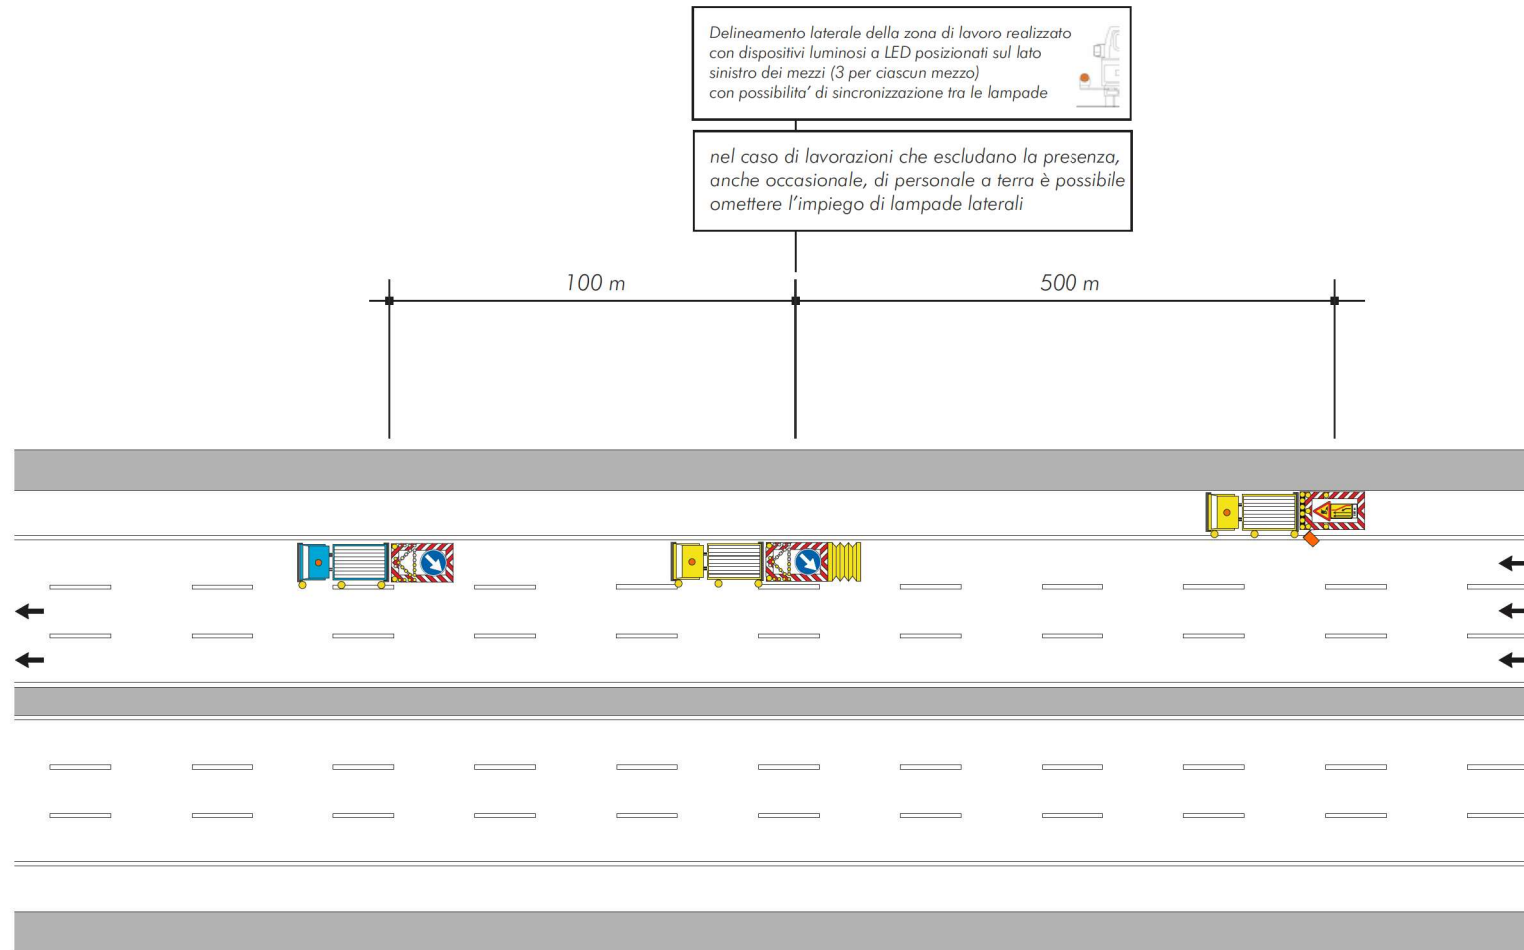 Delineamento laterale della zona di lavoro realizzato
con dispositivi luminosi a LED posizionati sul lato
sinistro dei mezzi (3 per ciascun mezzo)
con possibilita’ di sincronizzazione tra le lampade
nel caso di lavorazioni che escludano la presenza,
anche occasionale, di personale a terra è possibile
omettere l’impiego di lampade laterali
100 m
500 m